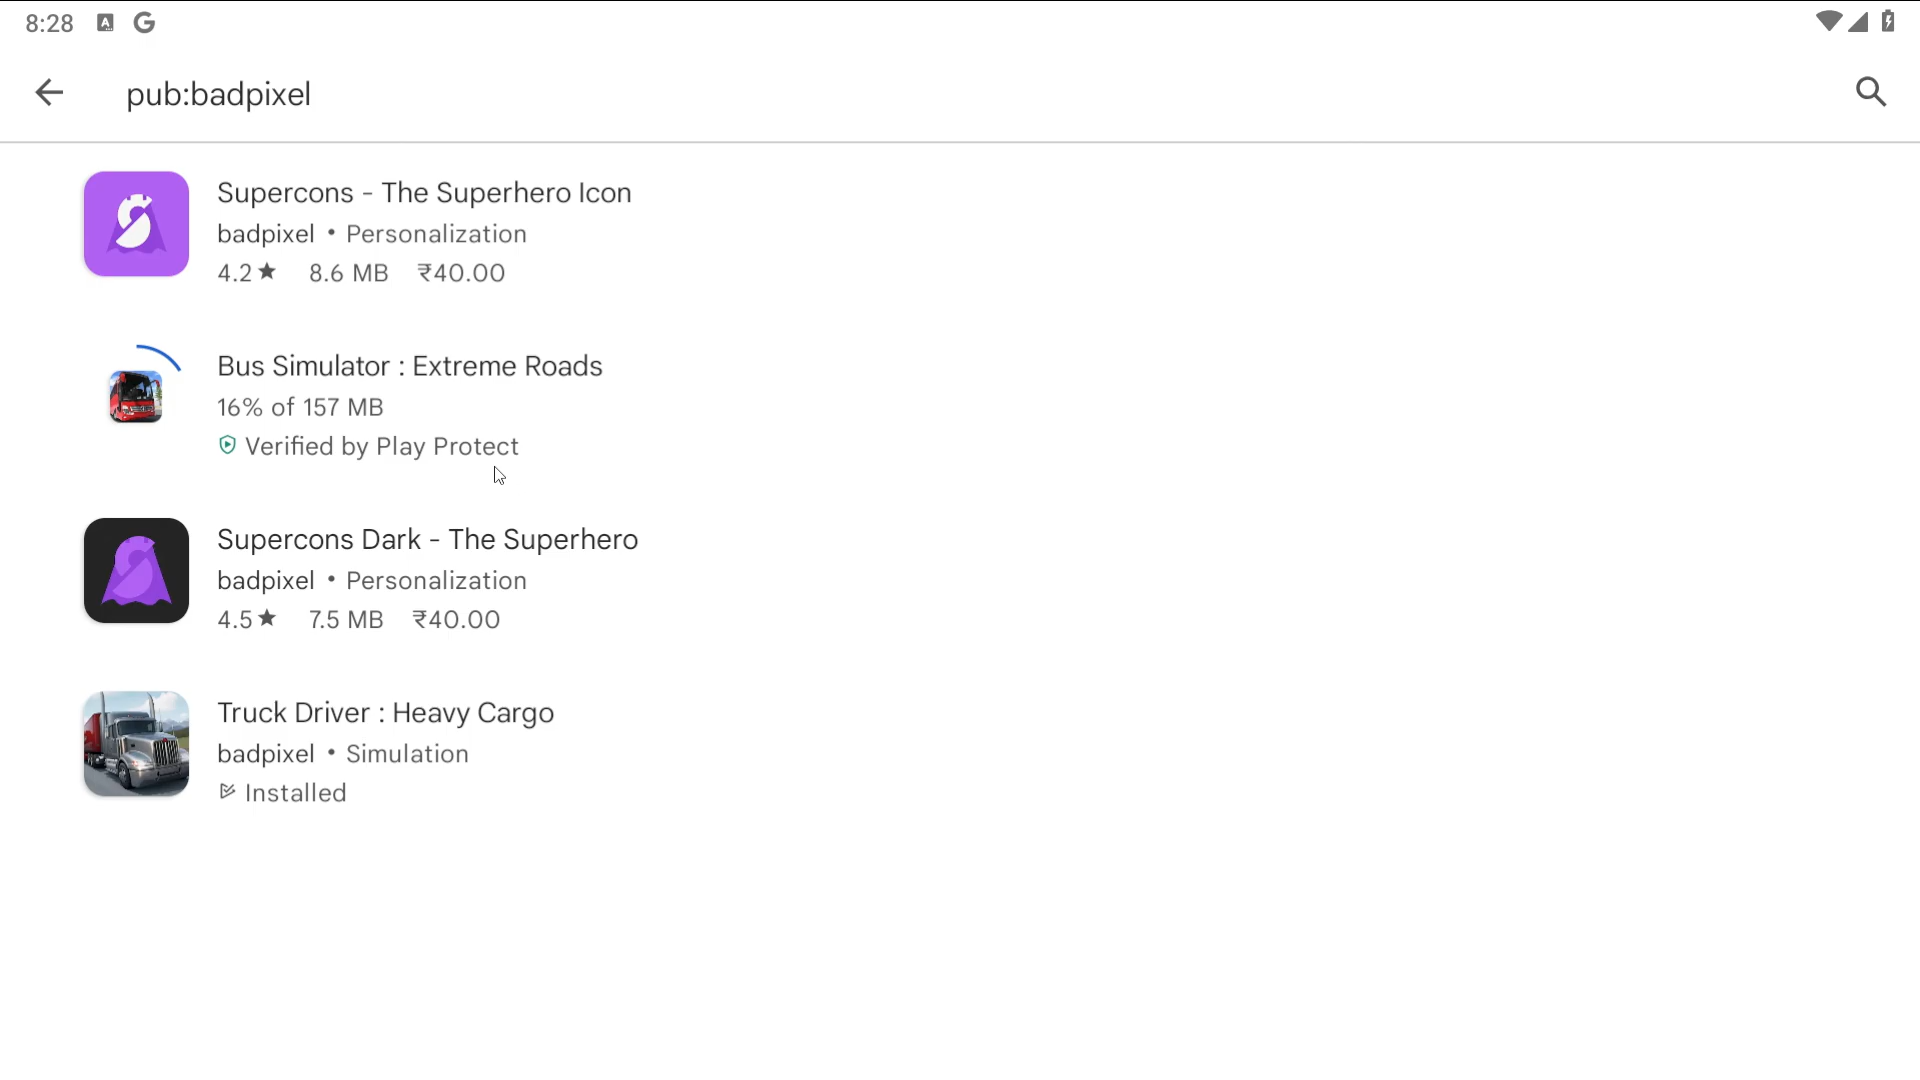 8:28
pub:badpixel
Supercons - The Superhero Icon
badpixel • Personalization
4.2★ 8.6 MB ₹40.00
Bus Simulator : Extreme Roads
16% of 157 MB
Verified by Play Protect
Supercons Dark - The Superhero
badpixel • Personalization
4.5★ 7.5 MB ₹40.00
Truck Driver : Heavy Cargo
badpixel • Simulation
Installed